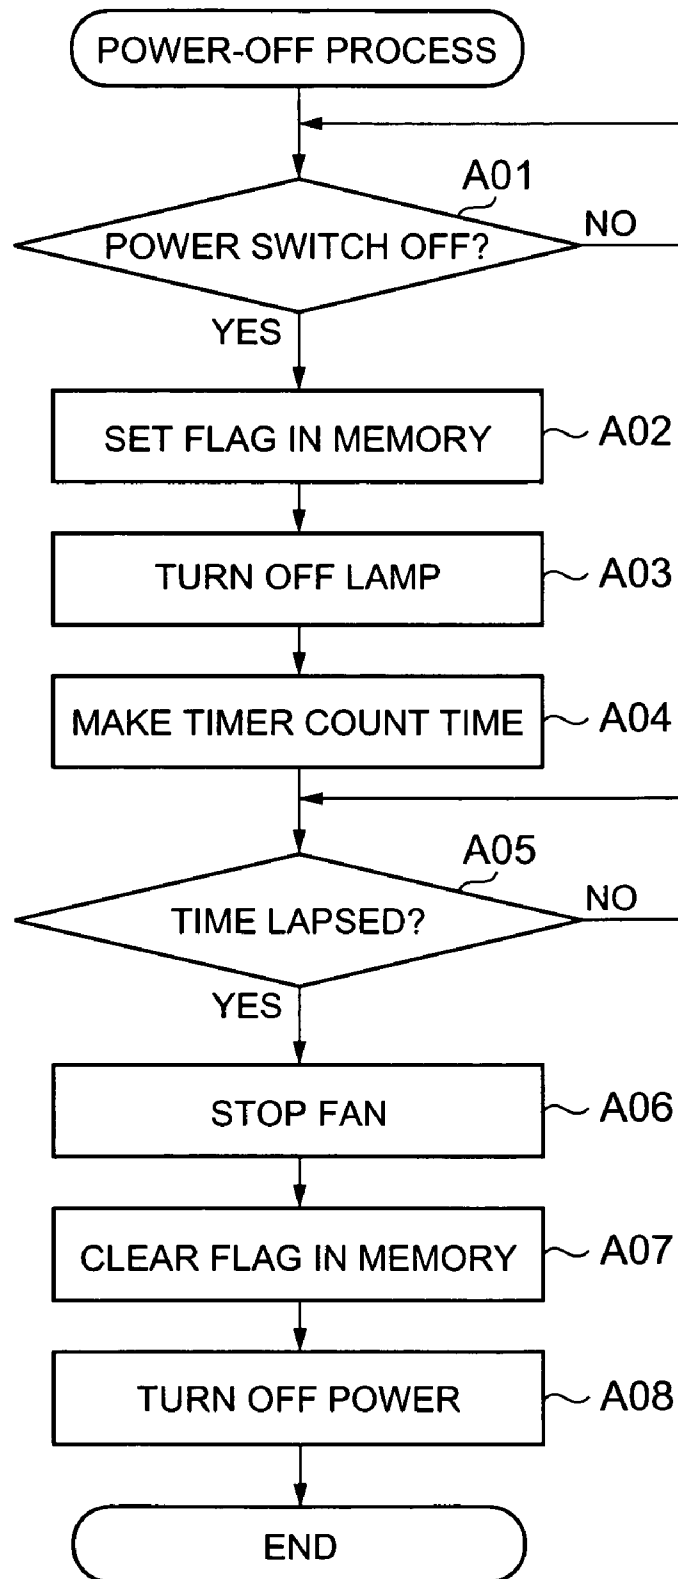 POWER-OFF PROCESS
A01
POWER SWITCH OFF?
NO
YES
SET FLAG IN MEMORY
A02
TURN OFF LAMP
A03
MAKE TIMER COUNT TIME
A04
A05
TIME LAPSED?
NO
YES
STOP FAN
A06
CLEAR FLAG IN MEMORY
A07
TURN OFF POWER
A08
END